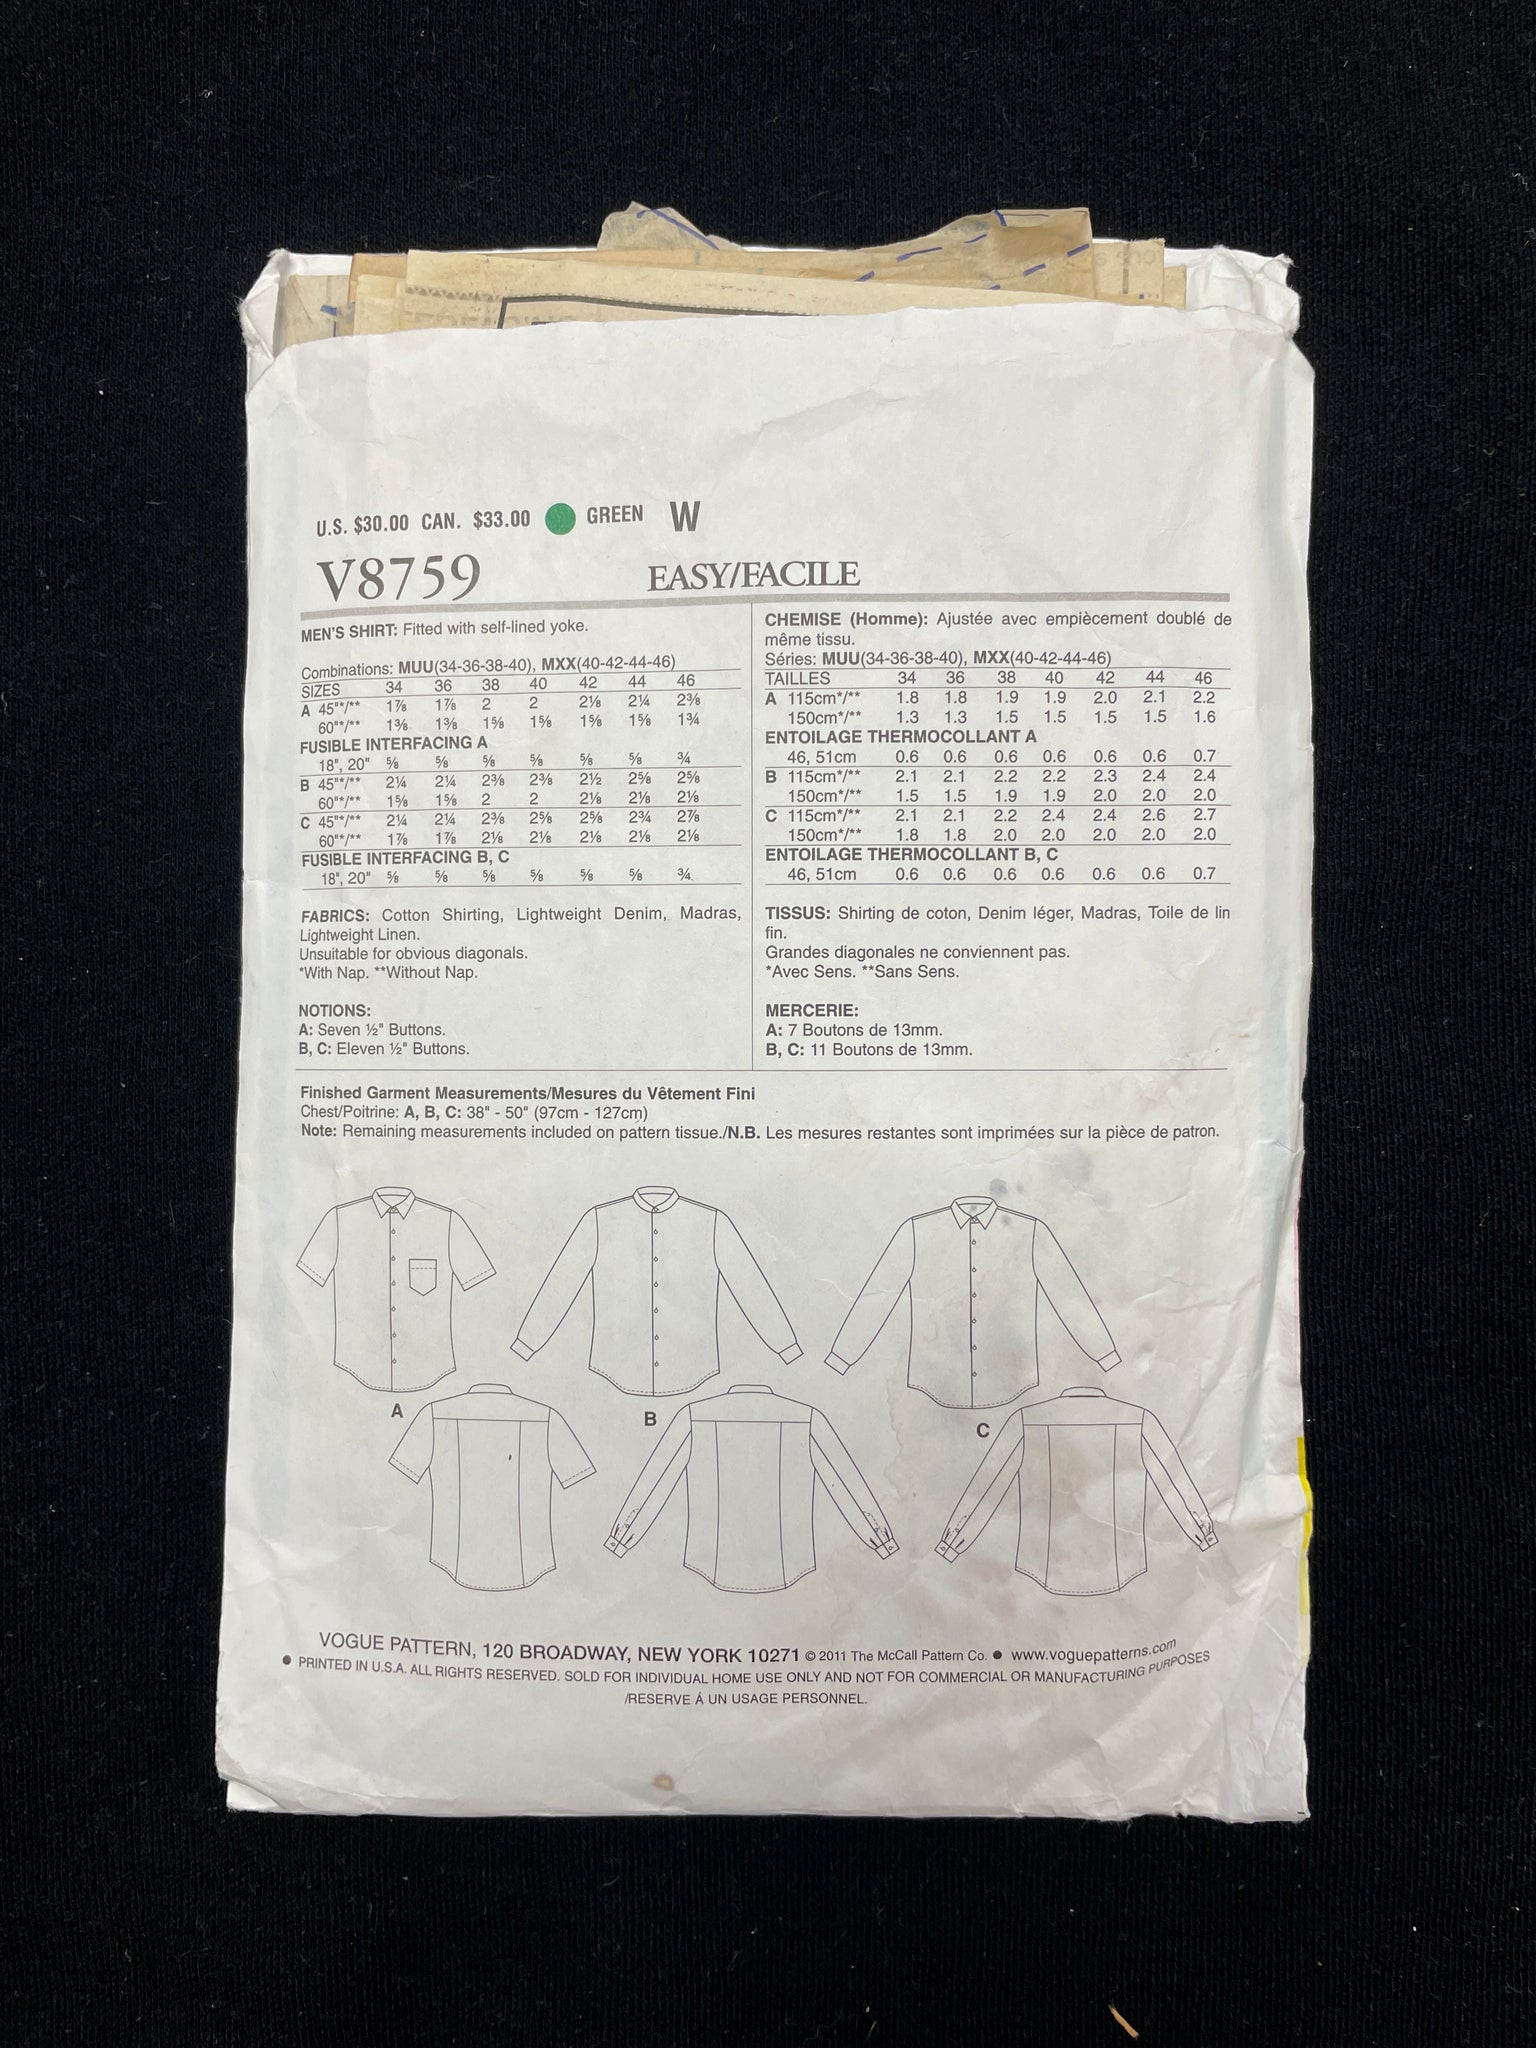 U.S. $30.00 CAN. $33.00 GREEN W
V8759 EASY/FACILE
MEN'S SHIRT: Fitted with self-lined yoke.
Combinations: MUU(34-36-38-40), MXX(40-42-44-46)
SIZES 34 36 38 40 42 44 46
A 45"*/** 1⅞ 1⅞ 2 2 2⅛ 2¼ 2⅜
60"*/** 1⅜ 1⅜ 1⅝ 1⅝ 1⅝ 1⅝ 1¾
FUSIBLE INTERFACING A
18", 20" ⅝ ⅝ ⅝ ⅝ ⅝ ⅝ ¾
B 45"*/** 2¼ 2¼ 2⅜ 2⅜ 2½ 2⅝ 2⅝
60"*/** 1⅝ 1⅝ 2 2 2⅛ 2⅛ 2⅛
C 45"*/** 2¼ 2¼ 2⅜ 2⅝ 2⅝ 2¾ 2⅞
60"*/** 1⅞ 1⅞ 2⅛ 2⅛ 2⅛ 2⅛ 2⅛
FUSIBLE INTERFACING B, C
18", 20" ⅝ ⅝ ⅝ ⅝ ⅝ ⅝ ¾
FABRICS: Cotton Shirting, Lightweight Denim, Madras,
Lightweight Linen.
Unsuitable for obvious diagonals.
*With Nap. **Without Nap.
NOTIONS:
A: Seven ½" Buttons.
B, C: Eleven ½" Buttons.
CHEMISE (Homme): Ajustée avec empiècement doublé de
même tissu.
Séries: MUU(34-36-38-40), MXX(40-42-44-46)
TAILLES 34 36 38 40 42 44 46
A 115cm*/** 1.8 1.8 1.9 1.9 2.0 2.1 2.2
150cm*/** 1.3 1.3 1.5 1.5 1.5 1.5 1.6
ENTOILAGE THERMOCOLLANT A
46, 51cm 0.6 0.6 0.6 0.6 0.6 0.6 0.7
B 115cm*/** 2.1 2.1 2.2 2.2 2.3 2.4 2.4
150cm*/** 1.5 1.5 1.9 1.9 2.0 2.0 2.0
C 115cm*/** 2.1 2.1 2.2 2.4 2.4 2.6 2.7
150cm*/** 1.8 1.8 2.0 2.0 2.0 2.0 2.0
ENTOILAGE THERMOCOLLANT B, C
46, 51cm 0.6 0.6 0.6 0.6 0.6 0.6 0.7
TISSUS: Shirting de coton, Denim léger, Madras, Toile de lin
fin.
Grandes diagonales ne conviennent pas.
*Avec Sens. **Sans Sens.
MERCERIE:
A: 7 Boutons de 13mm.
B, C: 11 Boutons de 13mm.
Finished Garment Measurements/Mesures du Vêtement Fini
Chest/Poitrine: A, B, C: 38" - 50" (97cm - 127cm)
Note: Remaining measurements included on pattern tissue./N.B. Les mesures restantes sont imprimées sur la pièce de patron.
A B C
VOGUE PATTERN, 120 BROADWAY, NEW YORK 10271 © 2011 The McCall Pattern Co. ● www.voguepatterns.com
● PRINTED IN U.S.A. ALL RIGHTS RESERVED. SOLD FOR INDIVIDUAL HOME USE ONLY AND NOT FOR COMMERCIAL OR MANUFACTURING PURPOSES
/RESERVE Á UN USAGE PERSONNEL.